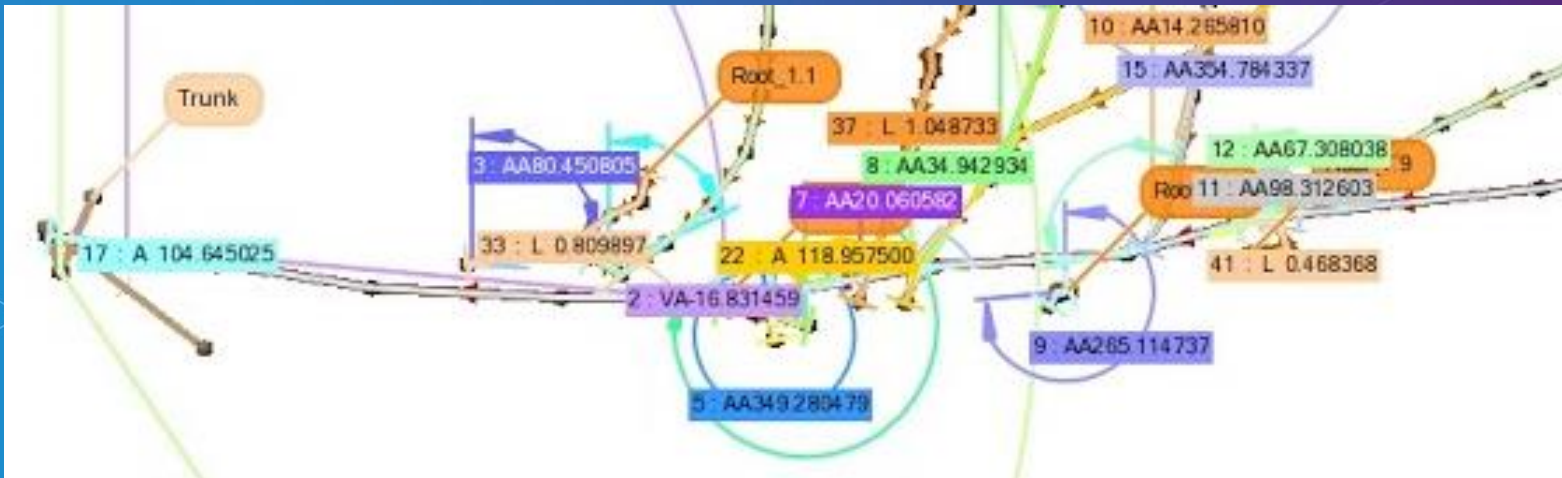 10 : AA14.265810
15 : AA354.784337
Root_1.1
Trunk
37 : L 1.048733
12 : AA67.308038
3 : AA80.450805
8 : AA34.942934
9
11 : AA98.312603
7 : AA20.060582
33 : L 0.809897
17 : A 104.645025
22 : A 118.957500
41 : L 0.468368
2 : VA-16.831459
9 : AA265.114737
5 : AA349.280479